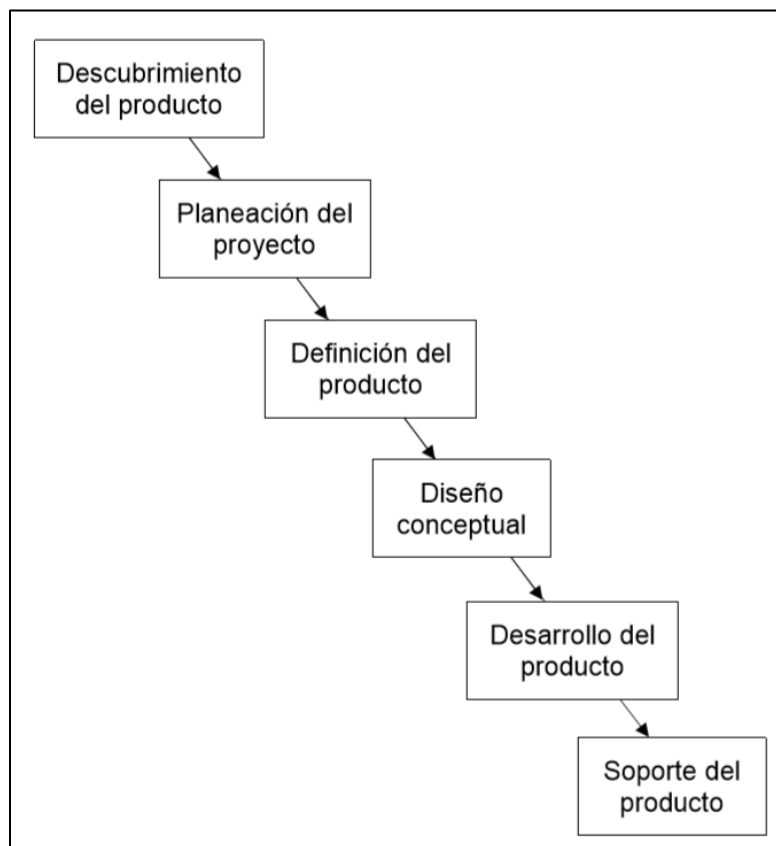 Descubrimiento
del producto
Planeación del
proyecto
Definición del
producto
Diseño
conceptual
Desarrollo del
producto
Soporte del
producto